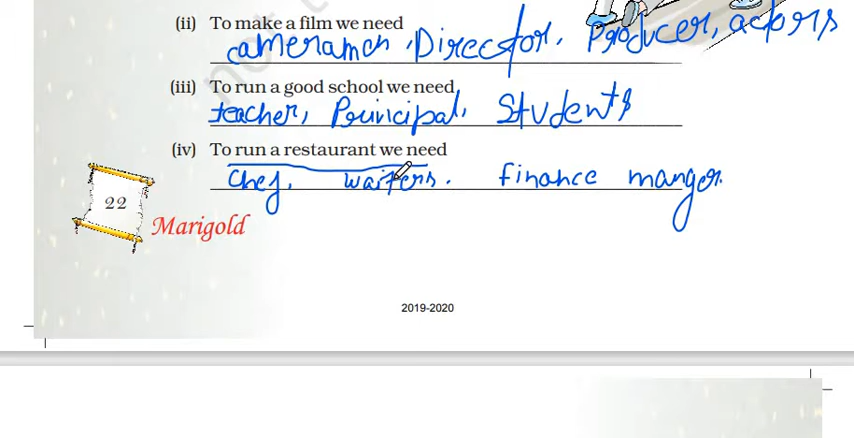 (ii) To make a film we need
cameraman, Director, Producer, actors
(iii) To run a good school we need
teacher, Principal, Students
(iv) To run a restaurant we need
Chef, waiters. finance manger.
22
Marigold
2019-2020